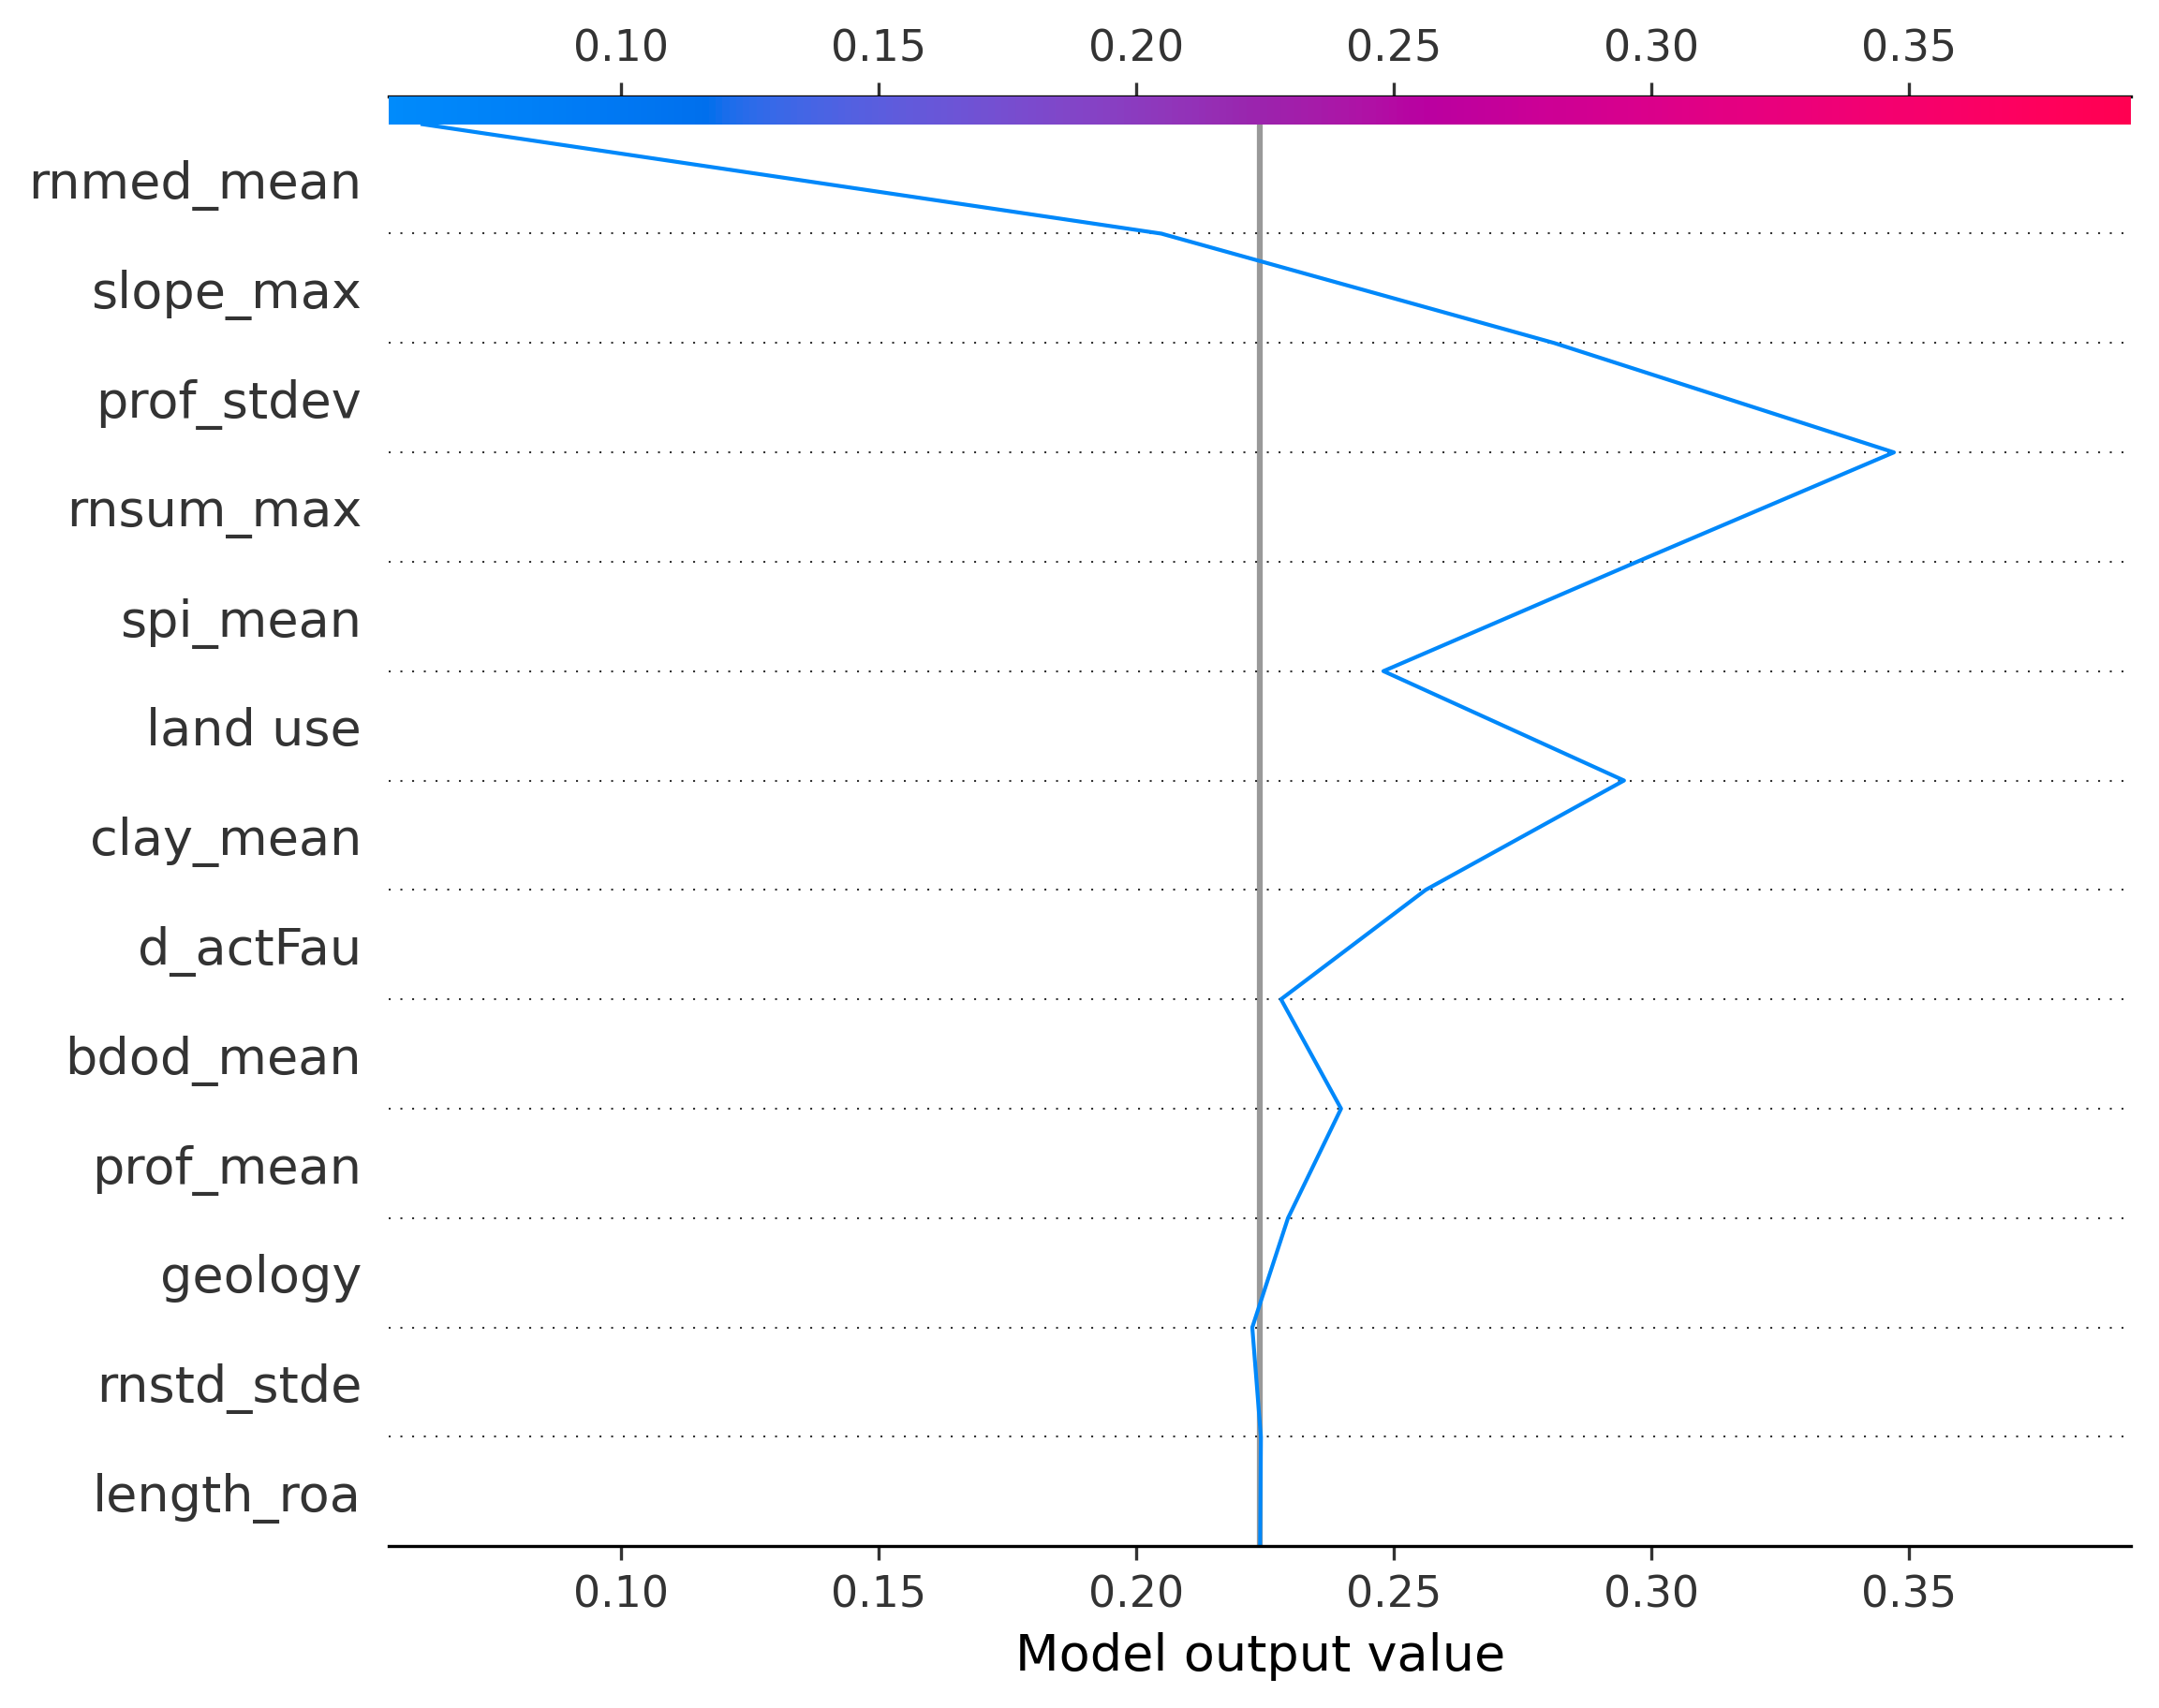 0.10 0.15 0.20 0.25 0.30 0.35
rnmed_mean
slope_max
prof_stdev
rnsum_max
spi_mean
land use
clay_mean
d_actFau
bdod_mean
prof_mean
geology
rnstd_stde
length_roa
0.10 0.15 0.20 0.25 0.30 0.35
Model output value